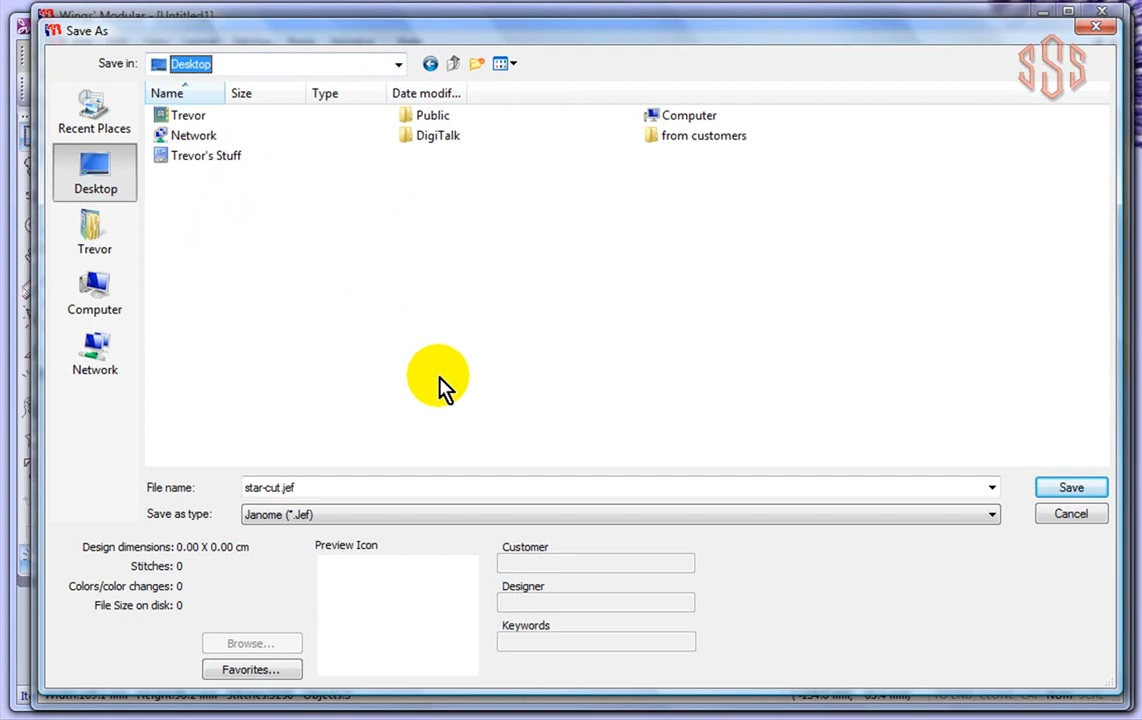 Wings' Modular - [Untitled1]
Save As
SSS
Save in: Desktop
Name Size Type Date modif...
Trevor Public Computer
Network DigiTalk from customers
Trevor's Stuff
Recent Places
Desktop
Trevor
Computer
Network
File name: star-cut.jef Save
Save as type: Janome (*.Jef) Cancel
Design dimensions: 0.00 X 0.00 cm Preview Icon Customer
Stitches: 0
Colors/color changes: 0 Designer
File Size on disk: 0
Keywords
Browse...
Favorites...